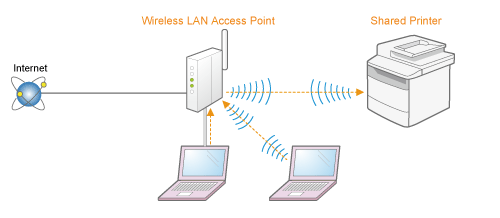 Wireless LAN Access Point
Shared Printer
Internet